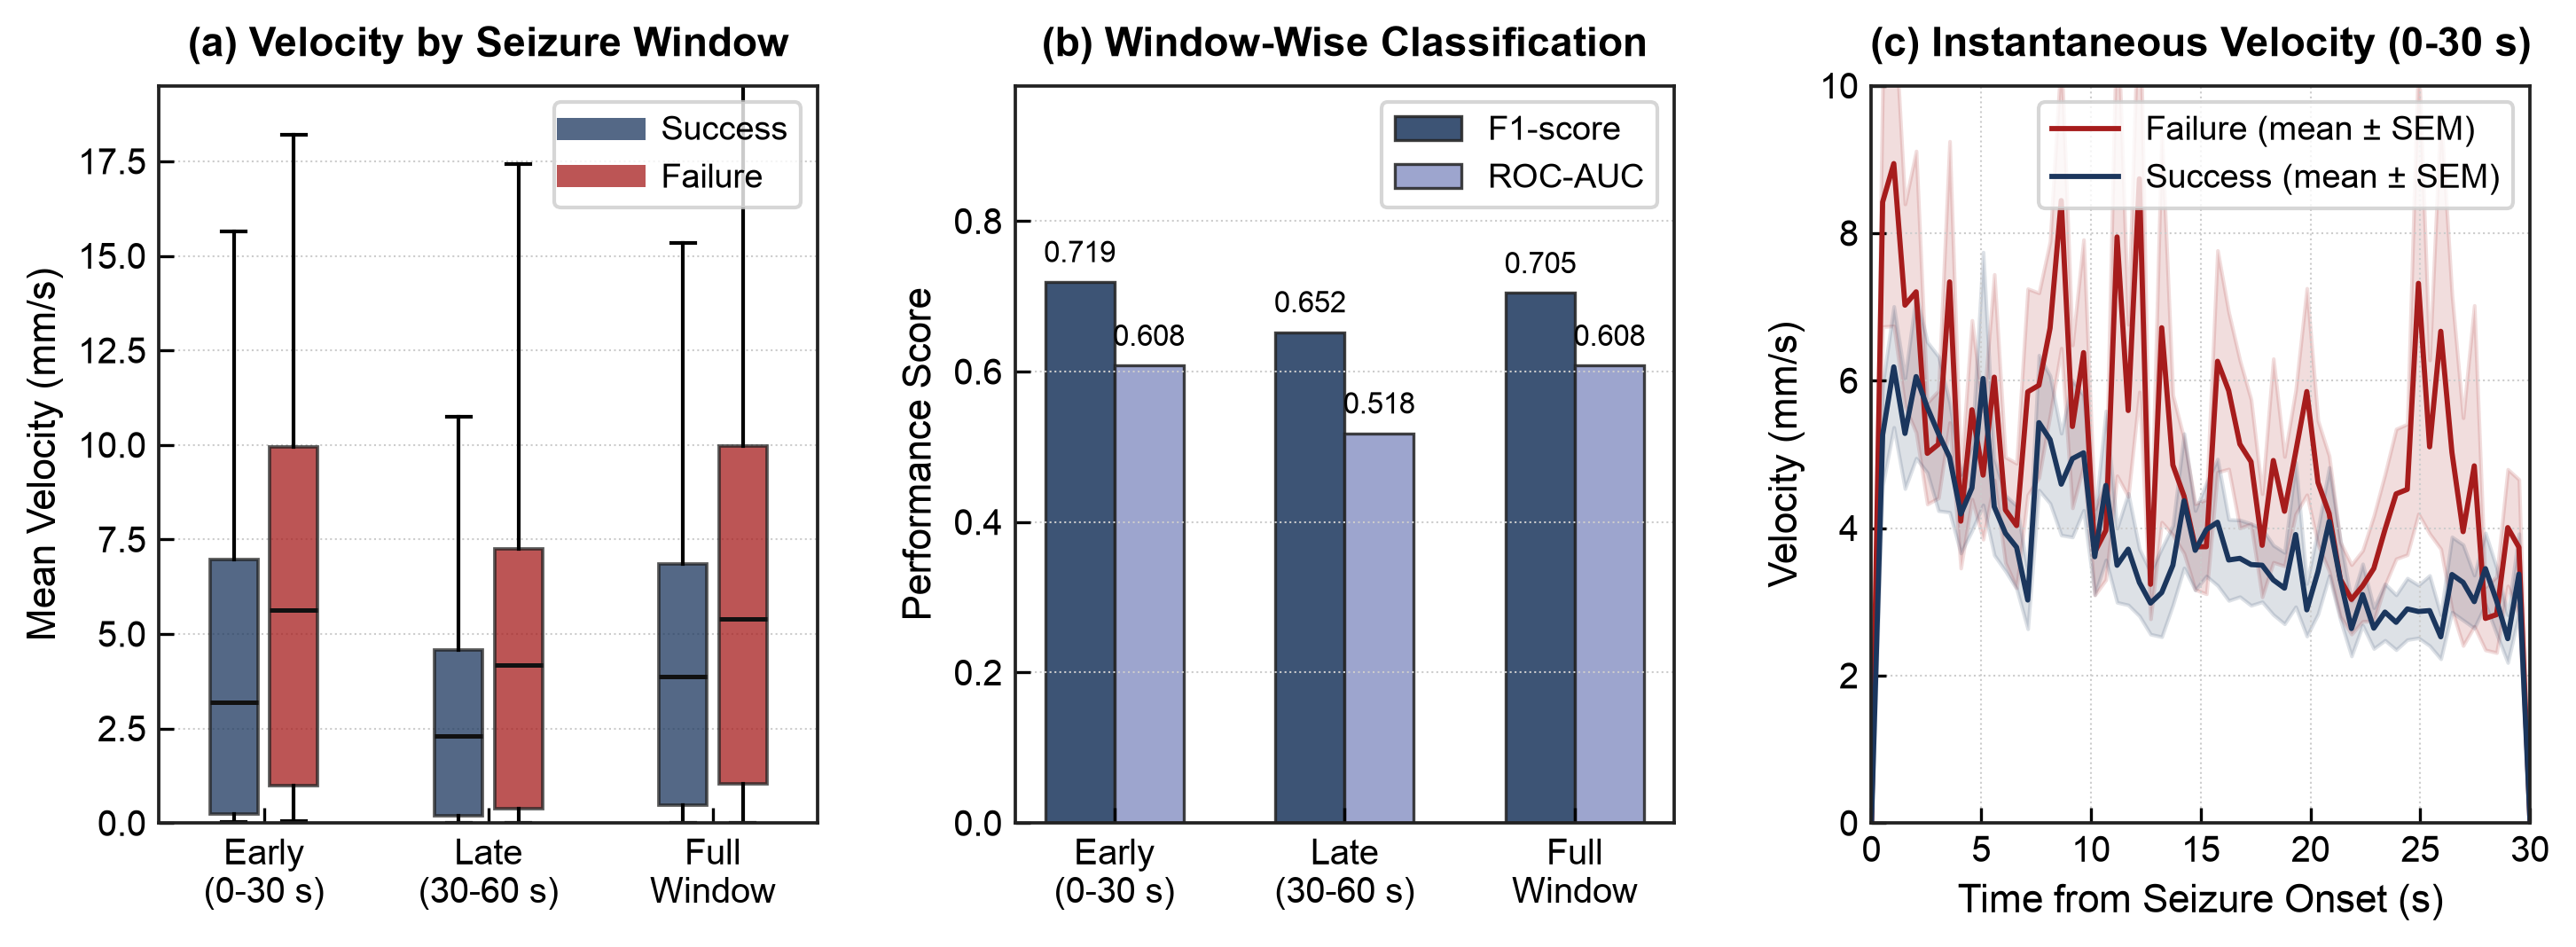 (a) Velocity by Seizure Window
Mean Velocity (mm/s)
17.5
15.0
12.5
10.0
7.5
5.0
2.5
0.0
Success
Failure
Early
(0-30 s)
Late
(30-60 s)
Full
Window
(b) Window-Wise Classification
Performance Score
0.8
0.6
0.4
0.2
0.0
F1-score
ROC-AUC
0.719
0.608
0.652
0.518
0.705
0.608
Early
(0-30 s)
Late
(30-60 s)
Full
Window
(c) Instantaneous Velocity (0-30 s)
Velocity (mm/s)
10
8
6
4
2
0
Failure (mean ± SEM)
Success (mean ± SEM)
0 5 10 15 20 25 30
Time from Seizure Onset (s)